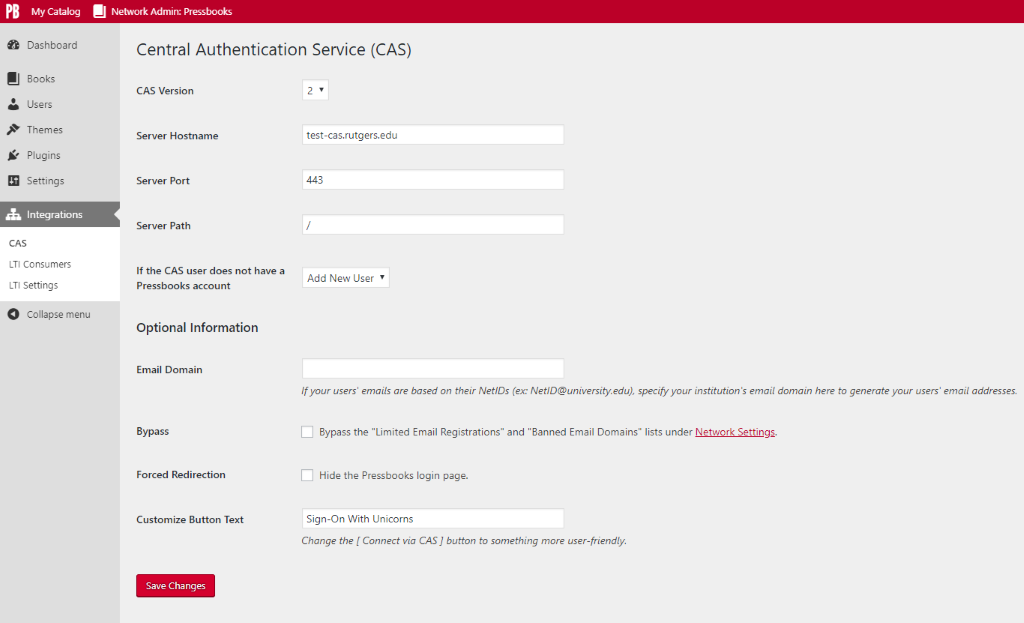 PB My Catalog Network Admin: Pressbooks
Dashboard
Books
Users
Themes
Plugins
Settings
Integrations
CAS
LTI Consumers
LTI Settings
Collapse menu
Central Authentication Service (CAS)
CAS Version 2
Server Hostname test-cas.rutgers.edu
Server Port 443
Server Path /
If the CAS user does not have a
Pressbooks account
Add New User
Optional Information
Email Domain
If your users' emails are based on their NetIDs (ex: NetID@university.edu), specify your institution's email domain here to generate your users' email addresses.
Bypass Bypass the "Limited Email Registrations" and "Banned Email Domains" lists under Network Settings.
Forced Redirection Hide the Pressbooks login page.
Customize Button Text Sign-On With Unicorns
Change the [ Connect via CAS ] button to something more user-friendly.
Save Changes